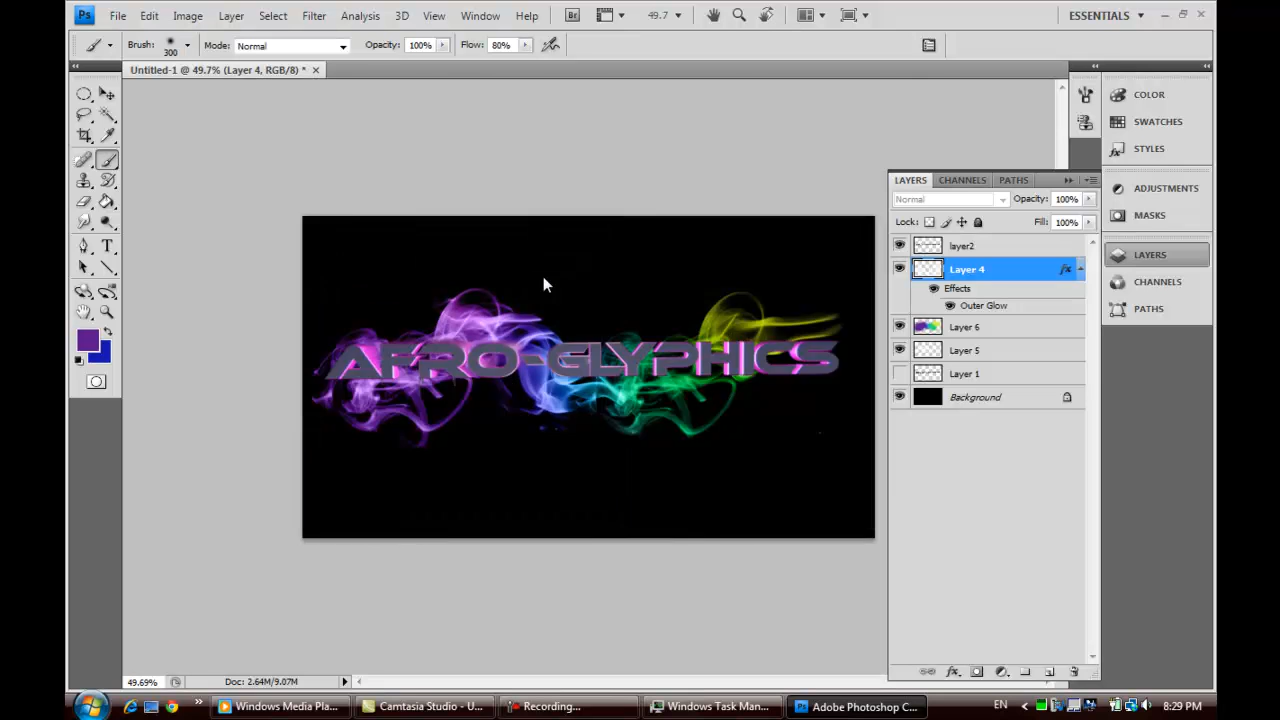 Ps File Edit Image Layer Select Filter Analysis 3D View Window Help Br 49.7 ESSENTIALS
Brush: 300 Mode: Normal Opacity: 100% Flow: 80%
Untitled-1 @ 49.7% (Layer 4, RGB/8) *
COLOR
SWATCHES
STYLES
ADJUSTMENTS
MASKS
LAYERS
CHANNELS
PATHS
LAYERS CHANNELS PATHS
Normal Opacity: 100%
Lock: Fill: 100%
layer2
Layer 4 fx
Effects
Outer Glow
Layer 6
Layer 5
Layer 1
Background
AFRO-GLYPHICS
49.69% Doc: 2.64M/9.07M
Windows Media Pla... Camtasia Studio - U... Recording... Windows Task Man... Ps Adobe Photoshop C... EN 8:29 PM